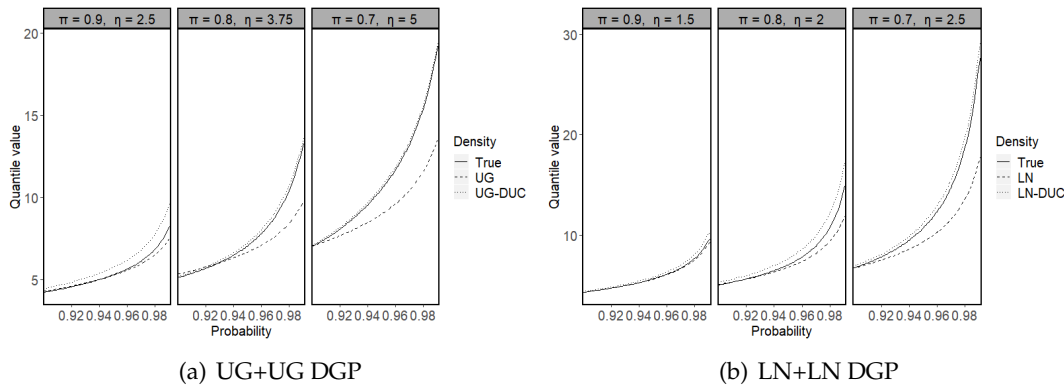 π = 0.9, η = 2.5
π = 0.8, η = 3.75
π = 0.7, η = 5
20
15
10
5
Quantile value
0.92 0.94 0.96 0.98
0.92 0.94 0.96 0.98
0.92 0.94 0.96 0.98
Probability
Density
True
UG
UG-DUC
(a) UG+UG DGP
π = 0.9, η = 1.5
π = 0.8, η = 2
π = 0.7, η = 2.5
30
20
10
Quantile value
0.92 0.94 0.96 0.98
0.92 0.94 0.96 0.98
0.92 0.94 0.96 0.98
Probability
Density
True
LN
LN-DUC
(b) LN+LN DGP